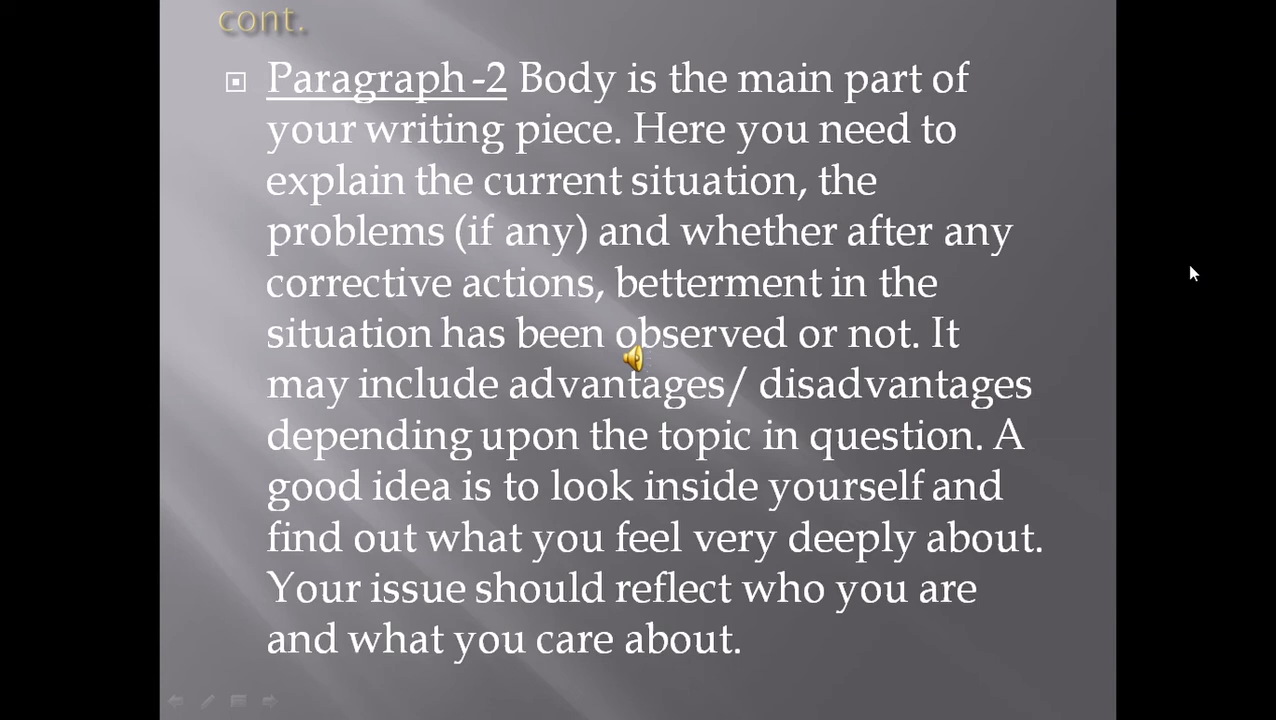 cont.
Paragraph-2 Body is the main part of
your writing piece. Here you need to
explain the current situation, the
problems (if any) and whether after any
corrective actions, betterment in the
situation has been observed or not. It
may include advantages/ disadvantages
depending upon the topic in question. A
good idea is to look inside yourself and
find out what you feel very deeply about.
Your issue should reflect who you are
and what you care about.